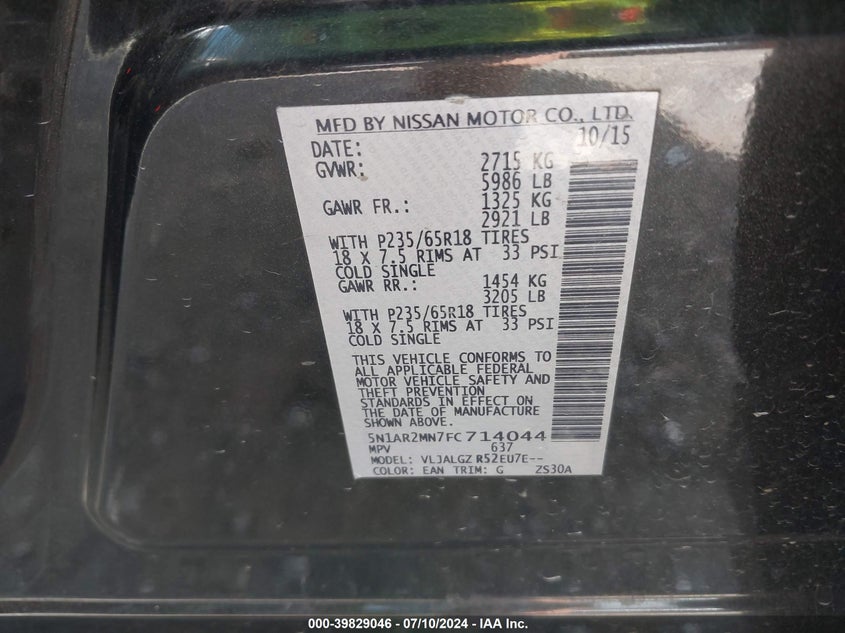 MFD BY NISSAN MOTOR CO., LTD.
DATE: 10/15
GVWR: 2715 KG
5986 LB
GAWR FR.: 1325 KG
2921 LB
WITH P235/65R18 TIRES
18 X 7.5 RIMS AT 33 PSI
COLD SINGLE
GAWR RR.: 1454 KG
3205 LB
WITH P235/65R18 TIRES
18 X 7.5 RIMS AT 33 PSI
COLD SINGLE
THIS VEHICLE CONFORMS TO
ALL APPLICABLE FEDERAL
MOTOR VEHICLE SAFETY AND
THEFT PREVENTION
STANDARDS IN EFFECT ON
THE DATE OF MANUFACTURE
SHOWN ABOVE.
5N1AR2MN7FC714044
MPV 637
MODEL: VLJALGZ R52EU7E--
COLOR: EAN TRIM: G ZS30A
000-39829046 - 07/10/2024 - IAA Inc.